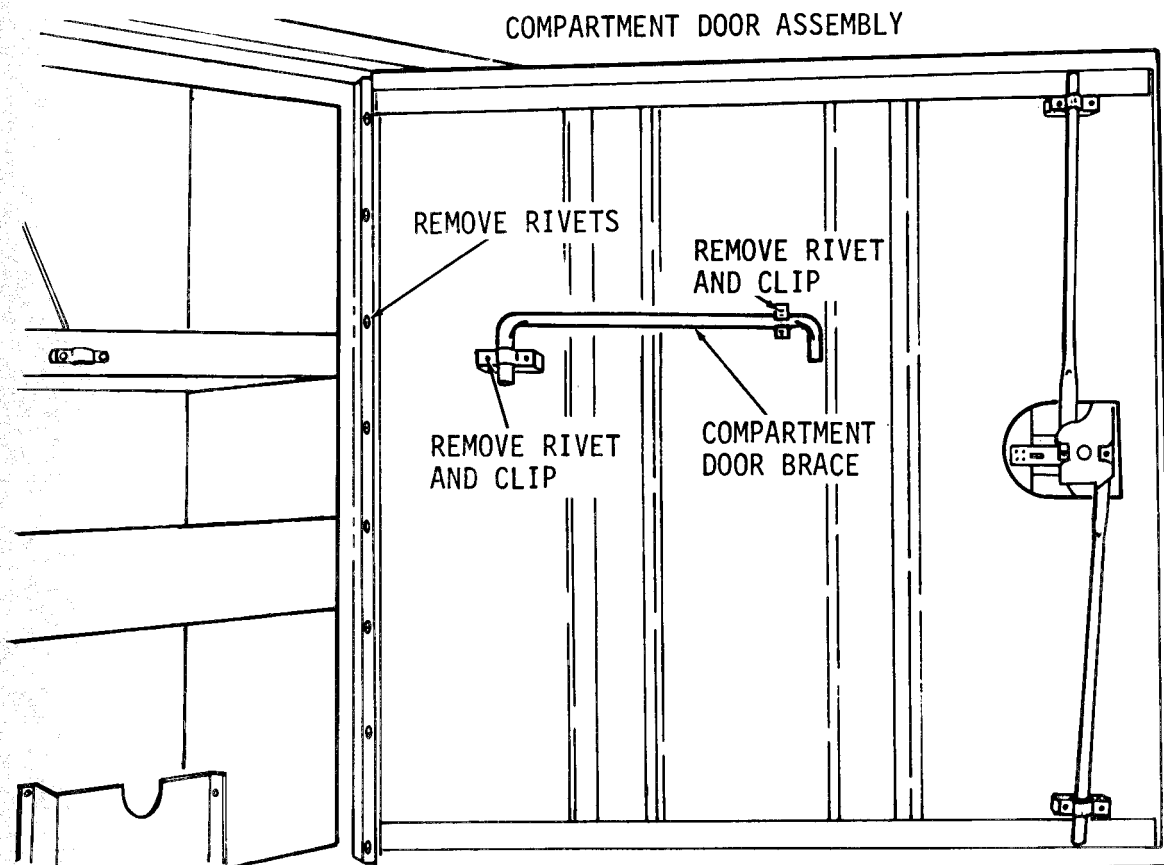 COMPARTMENT DOOR ASSEMBLY
REMOVE RIVETS
REMOVE RIVET
AND CLIP
REMOVE RIVET
AND CLIP
COMPARTMENT
DOOR BRACE